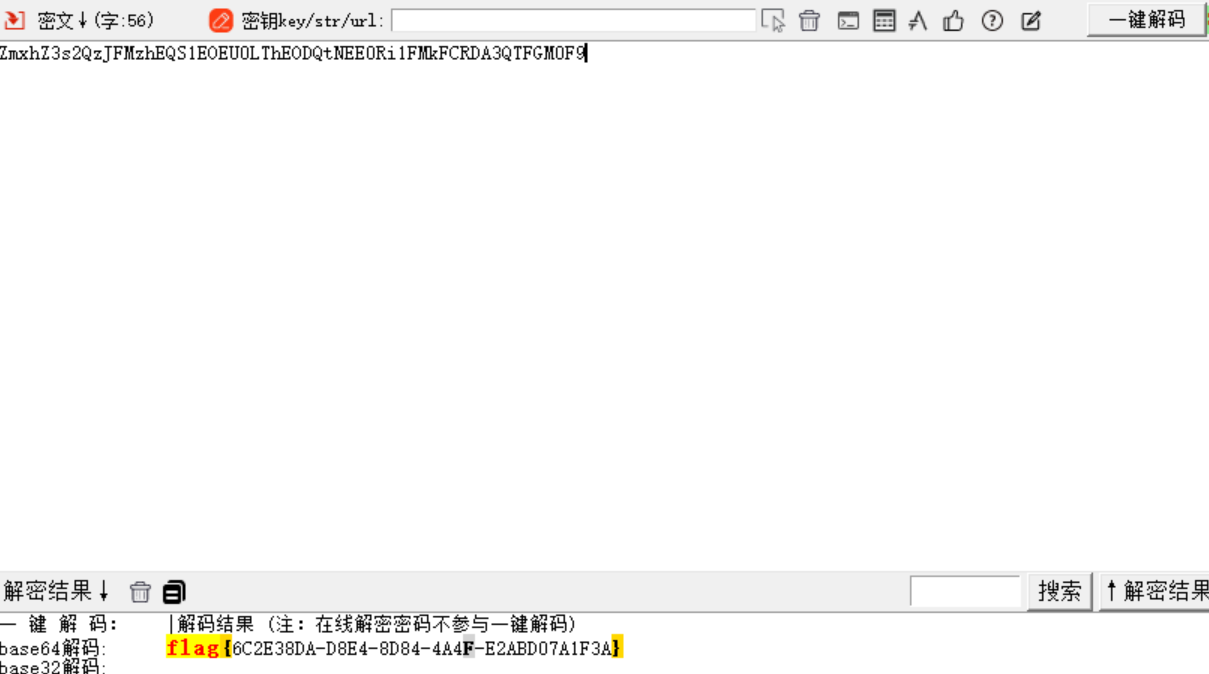 密文↓(字:56) 密钥key/str/url: 一键解码
ZmxhZ3s2QzJFMzhEQS1EOEU0LThEODQtNEE0Ri1FMkFCRDA3QTFGM0F9
解密结果↓ 搜索 ↑解密结果
一 键 解 码: |解码结果 (注: 在线解密密码不参与一键解码)
base64解码: flag{6C2E38DA-D8E4-8D84-4A4F-E2ABD07A1F3A}
base32解码: